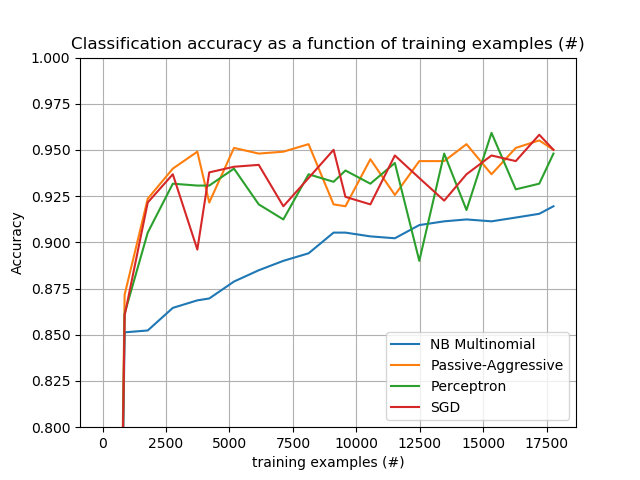 Classification accuracy as a function of training examples (#)
1.000
0.975
0.950
0.925
0.900
0.875
0.850
0.825
0.800
Accuracy
NB Multinomial
Passive-Aggressive
Perceptron
SGD
0 2500 5000 7500 10000 12500 15000 17500
training examples (#)